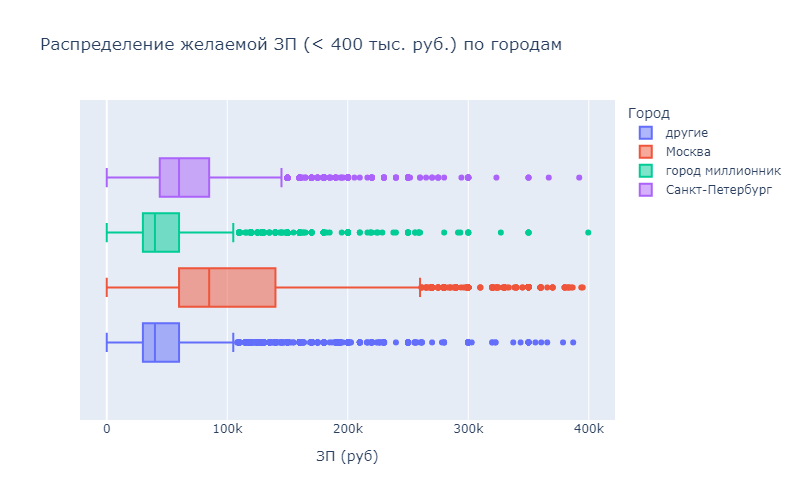 Распределение желаемой ЗП (< 400 тыс. руб.) по городам
Город
другие
Москва
город миллионник
Санкт-Петербург
0 100k 200k 300k 400k
ЗП (руб)